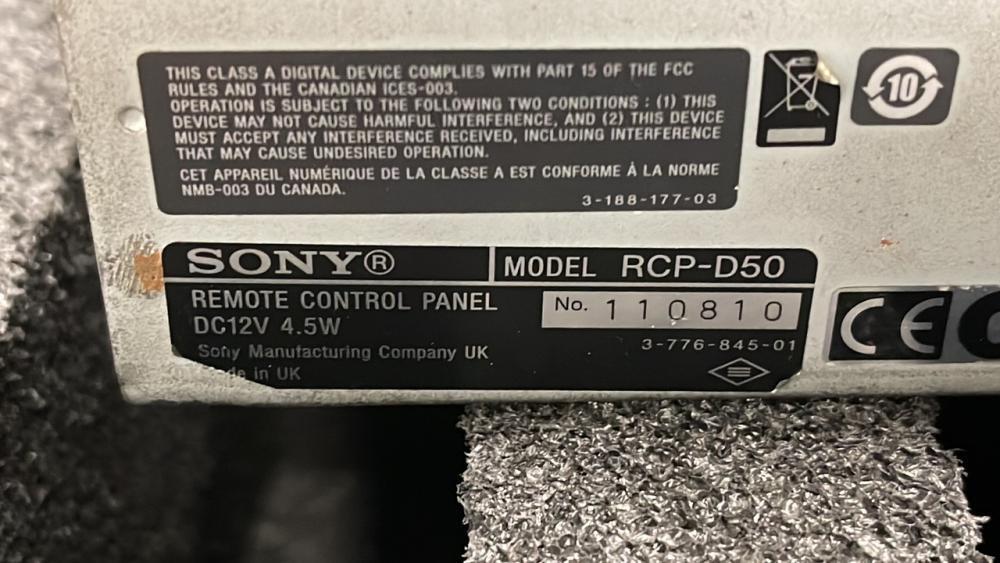 THIS CLASS A DIGITAL DEVICE COMPLIES WITH PART 15 OF THE FCC
RULES AND THE CANADIAN ICES-003.
OPERATION IS SUBJECT TO THE FOLLOWING TWO CONDITIONS : (1) THIS
DEVICE MAY NOT CAUSE HARMFUL INTERFERENCE, AND (2) THIS DEVICE
MUST ACCEPT ANY INTERFERENCE RECEIVED, INCLUDING INTERFERENCE
THAT MAY CAUSE UNDESIRED OPERATION.
CET APPAREIL NUMÉRIQUE DE LA CLASSE A EST CONFORME À LA NORME
NMB-003 DU CANADA.
3-188-177-03
10
SONY® MODEL RCP-D50
REMOTE CONTROL PANEL
DC12V 4.5W
No. 110810
3-776-845-01
Sony Manufacturing Company UK
Made in UK
CE